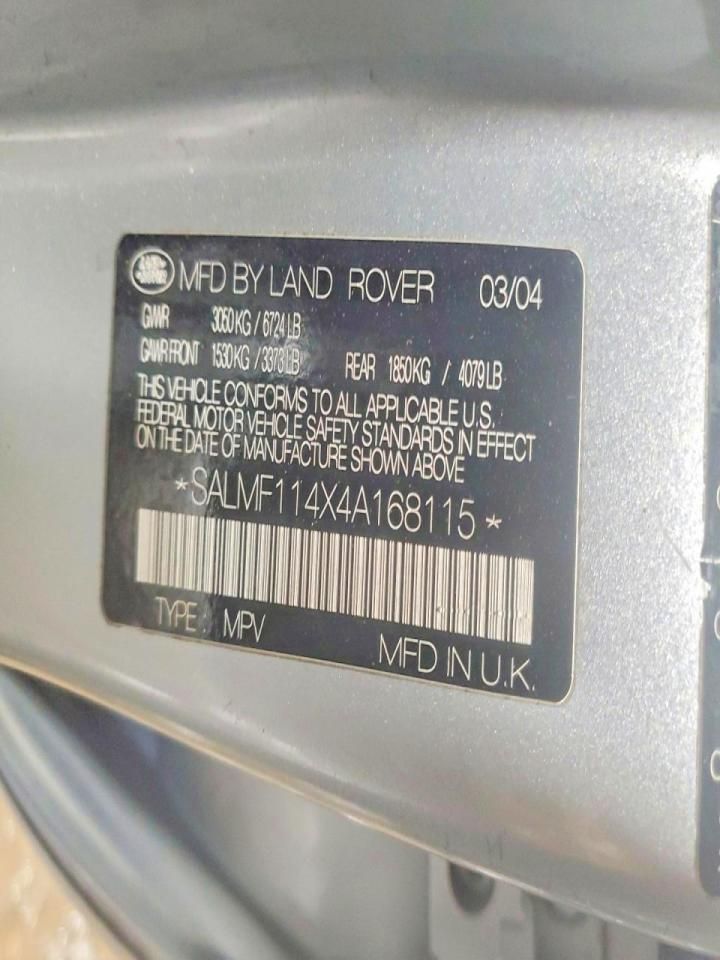 LAND ROVER
MFD BY LAND ROVER 03/04
GVWR 3050 KG / 6724 LB
GAWR FRONT 1530 KG / 3373 LB REAR 1850 KG / 4079 LB
THIS VEHICLE CONFORMS TO ALL APPLICABLE U.S.
FEDERAL MOTOR VEHICLE SAFETY STANDARDS IN EFFECT
ON THE DATE OF MANUFACTURE SHOWN ABOVE
*SALMF114X4A168115*
TYPE: MPV MFD IN U.K.